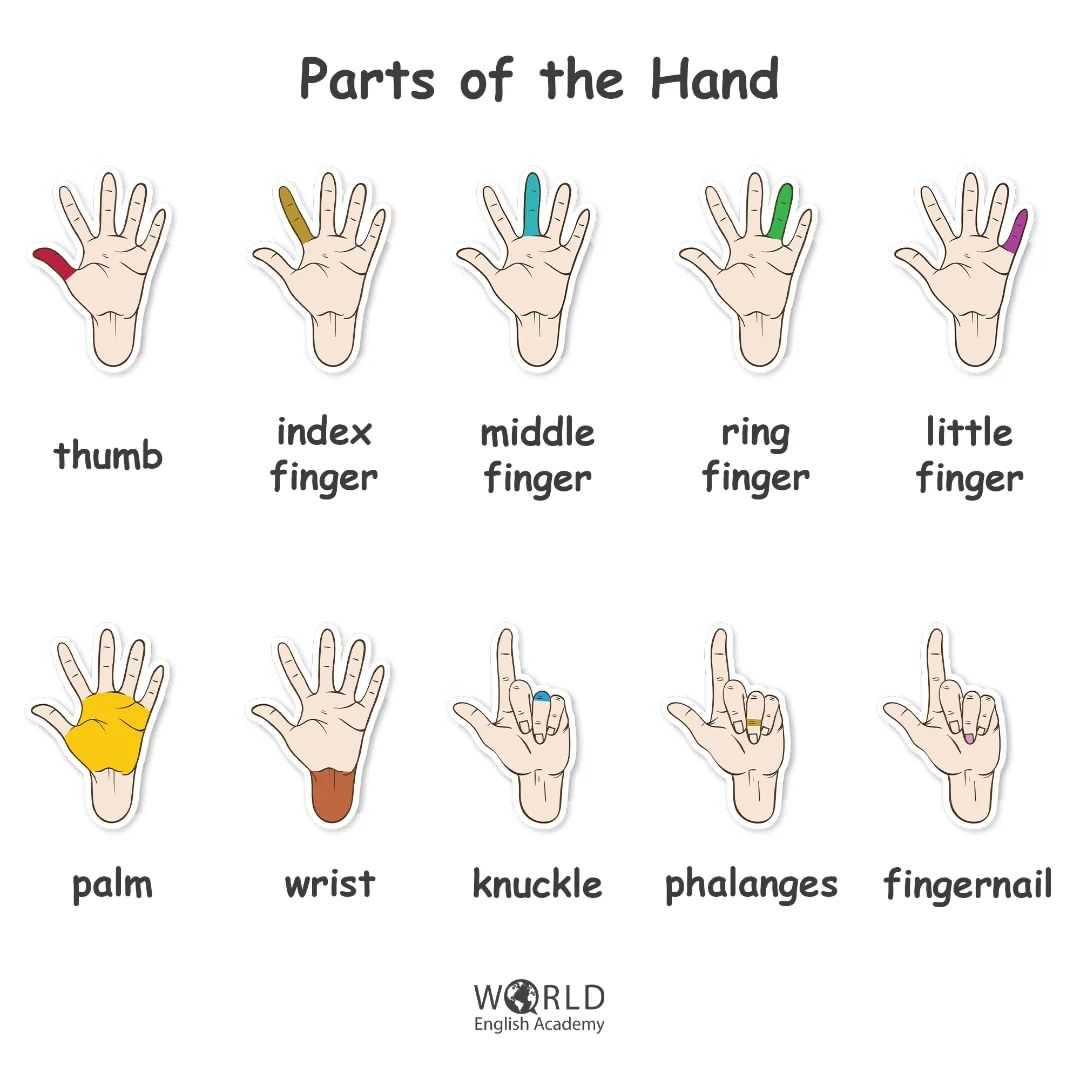 Parts of the Hand
thumb
index
finger
middle
finger
ring
finger
little
finger
palm
wrist
knuckle
phalanges
fingernail
WORLD
English Academy